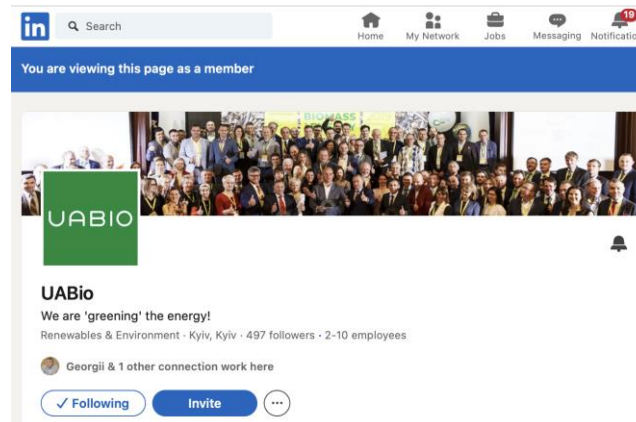 in
Search
Home
My Network
Jobs
Messaging
19
Notificatio
You are viewing this page as a member
BIOMASS
UABIO
UABio
We are 'greening' the energy!
Renewables & Environment · Kyiv, Kyiv · 497 followers · 2-10 employees
Georgii & 1 other connection work here
✓ Following
Invite